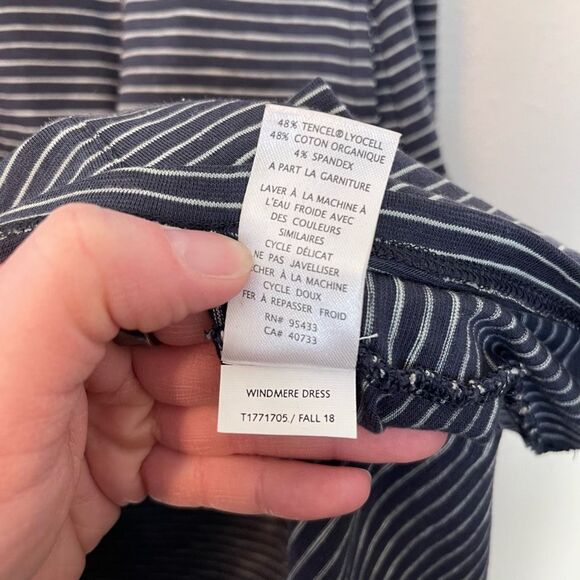 48% TENCEL®LYOCELL
48% COTON ORGANIQUE
4% SPANDEX
A PART LA GARNITURE
LAVER À LA MACHINE À
L'EAU FROIDE AVEC
DES COULEURS
SIMILAIRES
CYCLE DÉLICAT
NE PAS JAVELLISER
CHER À LA MACHINE
CYCLE DOUX
FER À REPASSER FROID
RN# 95433
CA# 40733
WINDMERE DRESS
T1771705 / FALL 18